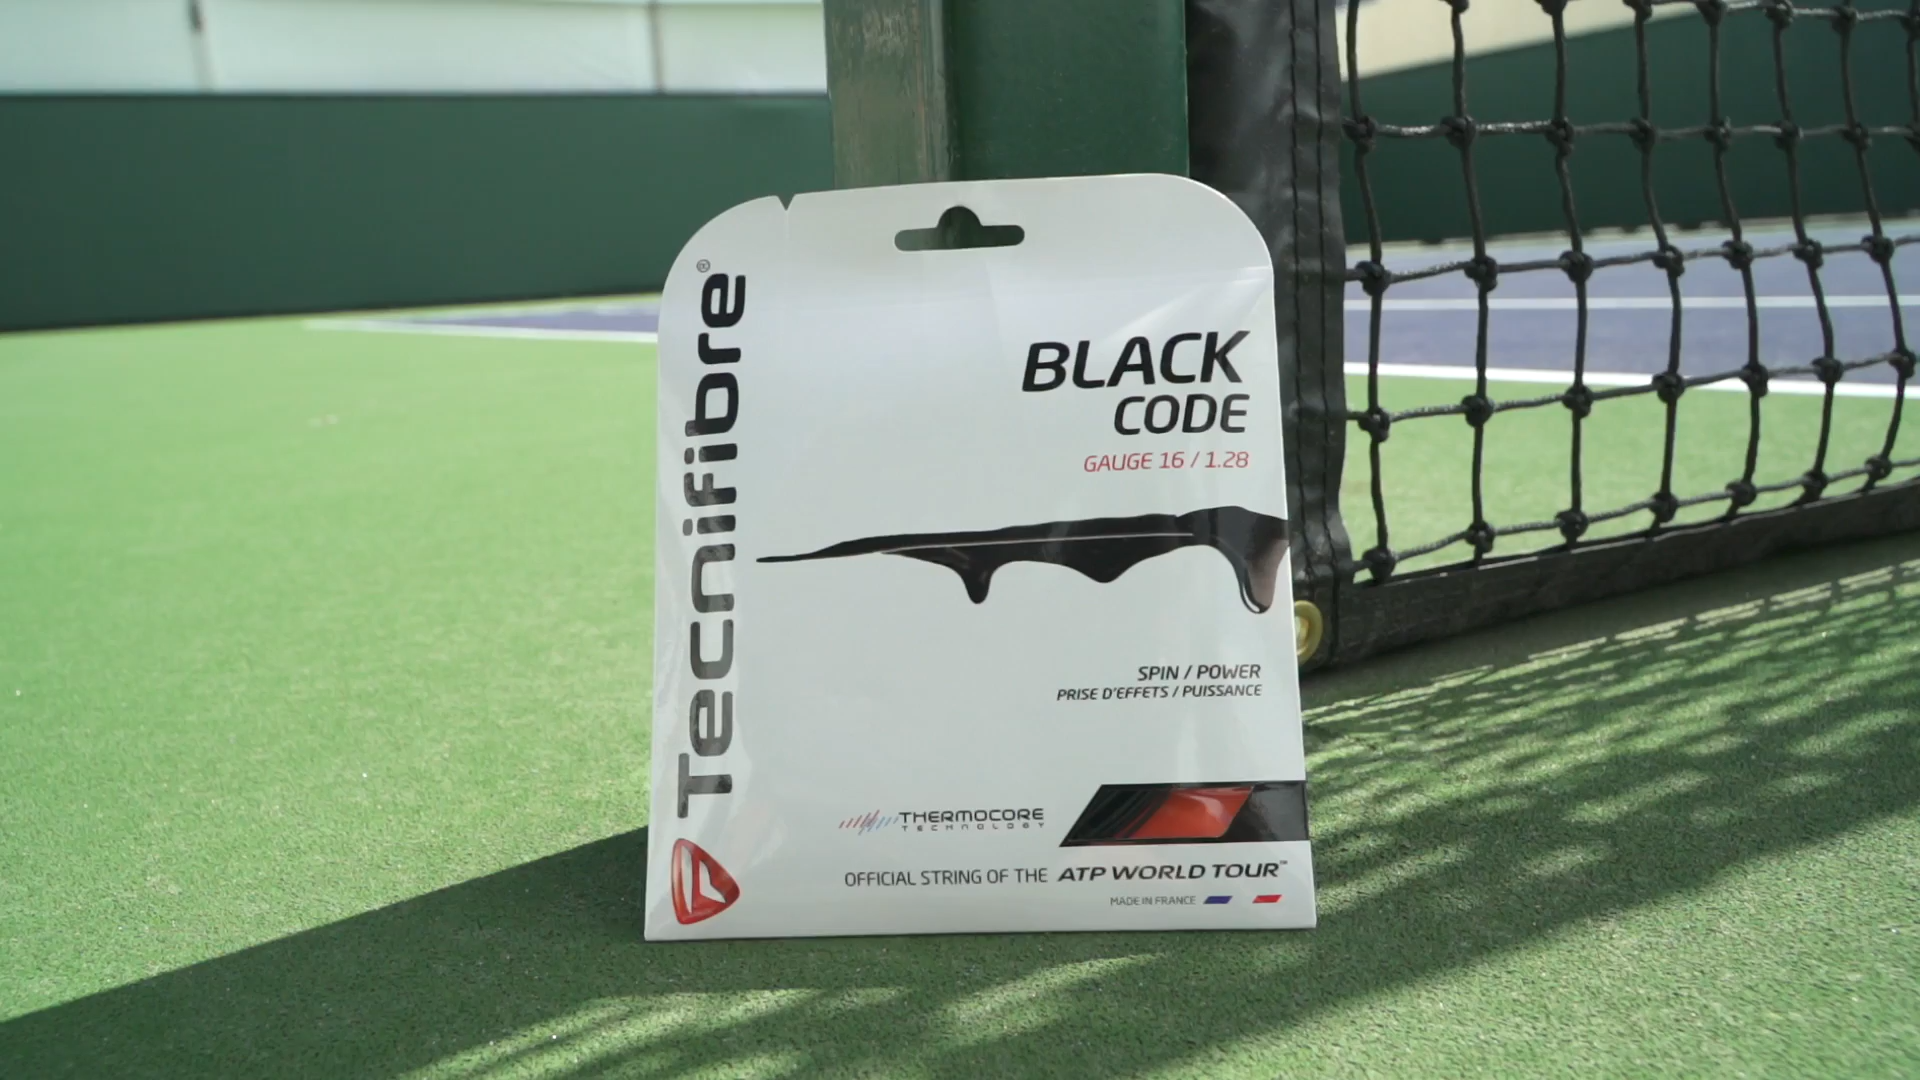 Tecnifibre®
BLACK
CODE
GAUGE 16 / 1.28
SPIN / POWER
PRISE D'EFFETS / PUISSANCE
THERMOCORE
TECHNOLOGY
OFFICIAL STRING OF THE ATP WORLD TOUR™
MADE IN FRANCE